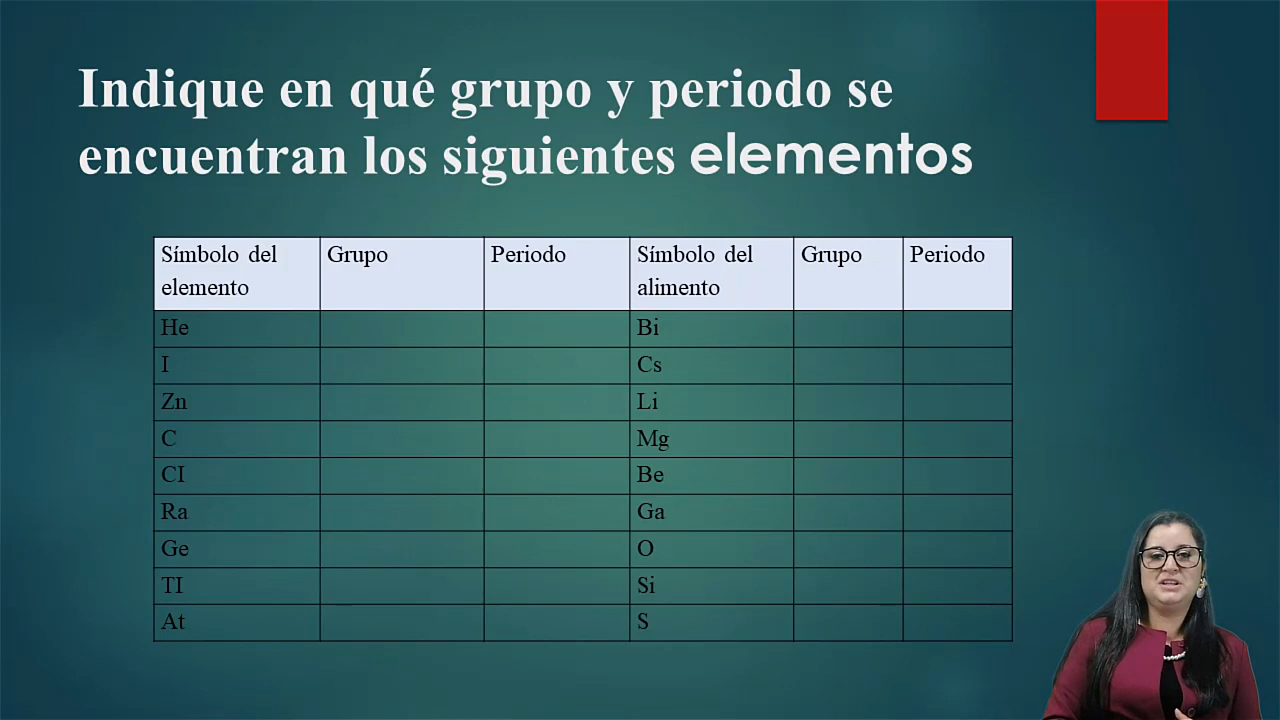 Indique en qué grupo y periodo se
encuentran los siguientes elementos
Símbolo del elemento Grupo Periodo Símbolo del alimento Grupo Periodo
He Bi
I Cs
Zn Li
C Mg
CI Be
Ra Ga
Ge O
TI Si
At S